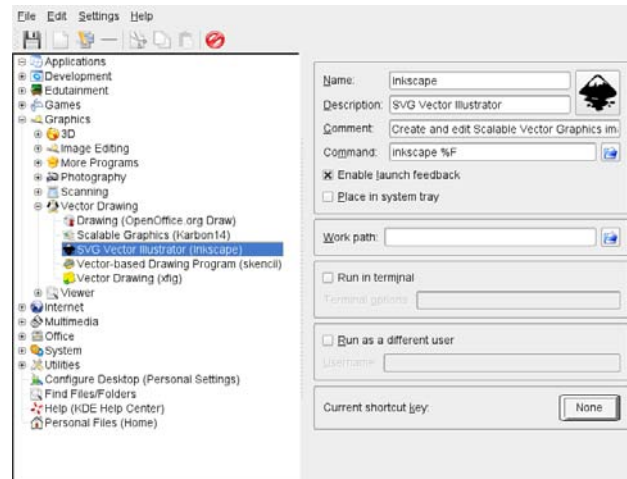 File Edit Settings Help
Applications
Development
Edutainment
Games
Graphics
3D
Image Editing
More Programs
Photography
Scanning
Vector Drawing
Drawing (OpenOffice.org Draw)
Scalable Graphics (Karbon14)
SVG Vector Illustrator (Inkscape)
Vector-based Drawing Program (skencil)
Vector Drawing (xfig)
Viewer
Internet
Multimedia
Office
System
Utilities
Configure Desktop (Personal Settings)
Find Files/Folders
Help (KDE Help Center)
Personal Files (Home)
Name: Inkscape
Description: SVG Vector Illustrator
Comment: Create and edit Scalable Vector Graphics im
Command: inkscape %F
Enable launch feedback
Place in system tray
Work path:
Run in terminal
Terminal options:
Run as a different user
Username:
Current shortcut key: None